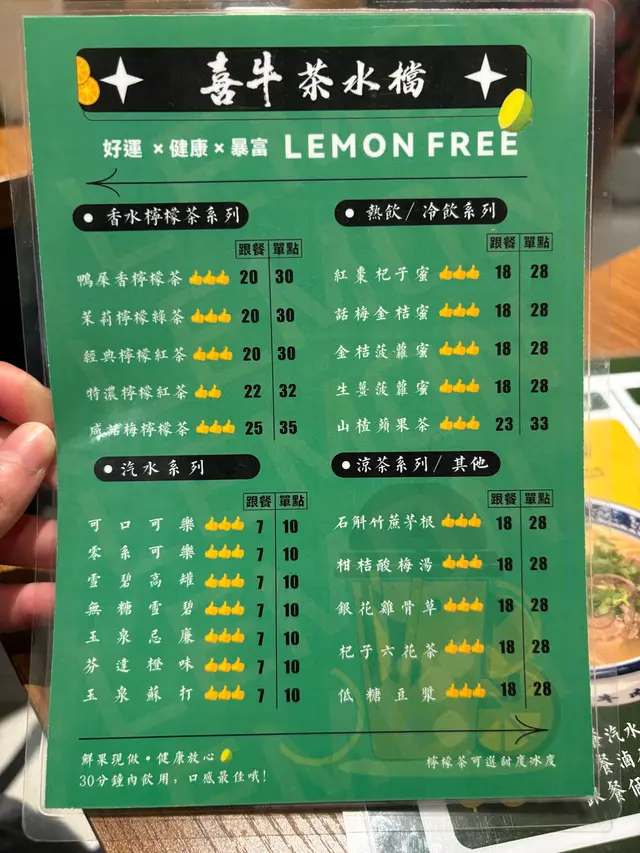 喜牛茶水檔
好運 × 健康 × 暴富 LEMON FREE
香水檸檬茶系列
跟餐 單點
鴨屎香檸檬茶 20 30
茉莉檸檬綠茶 20 30
經典檸檬紅茶 20 30
特濃檸檬紅茶 22 32
咸話梅檸檬茶 25 35
熱飲/冷飲系列
跟餐 單點
紅棗杞子蜜 18 28
話梅金桔蜜 18 28
金桔菠蘿蜜 18 28
生薑菠蘿蜜 18 28
山楂蘋果茶 23 33
汽水系列
跟餐 單點
可口可樂 7 10
零系可樂 7 10
雪碧高罐 7 10
無糖雪碧 7 10
玉泉忌廉 7 10
芬達橙味 7 10
玉泉蘇打 7 10
涼茶系列/其他
跟餐 單點
石斛竹蔗茅根 18 28
柑桔酸梅湯 18 28
銀花雞骨草 18 28
杞子六花茶 18 28
低糖豆漿 18 28
鮮果現做•健康放心
30分鐘內飲用，口感最佳哦!
檸檬茶可選甜度冰度
汽水
餐滷
跟餐